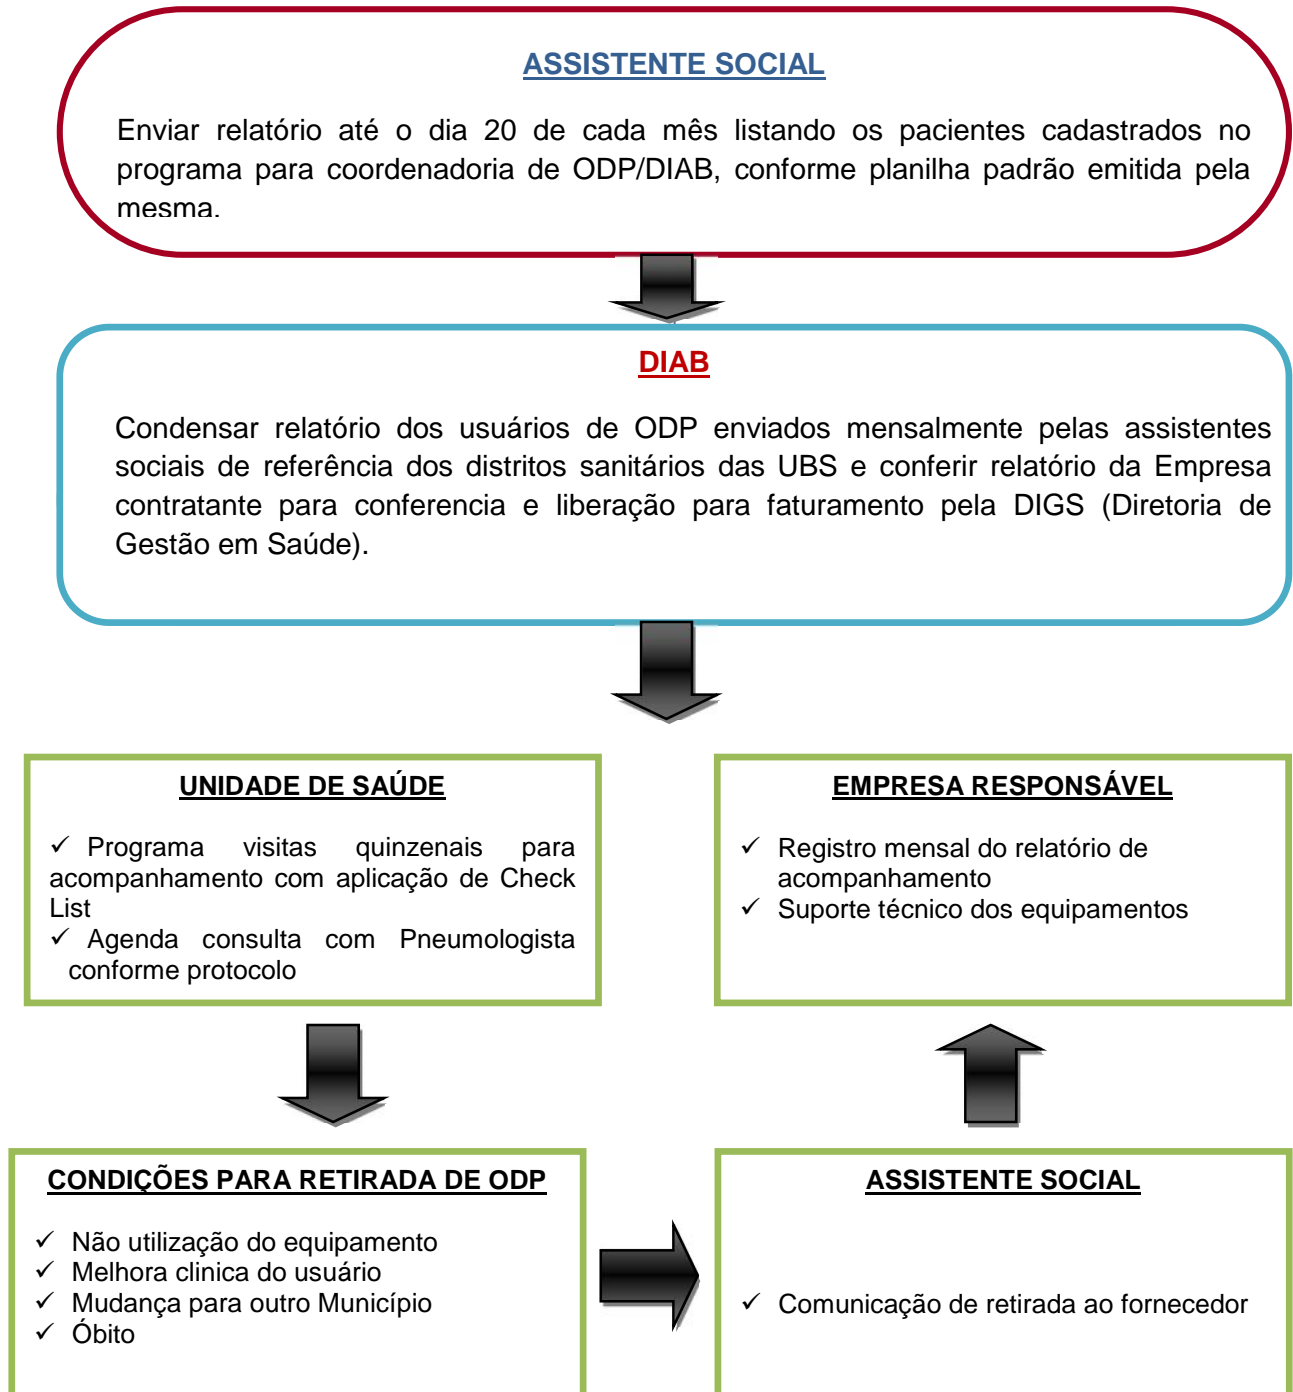 ASSISTENTE SOCIAL
Enviar relatório até o dia 20 de cada mês listando os pacientes cadastrados no
programa para coordenadoria de ODP/DIAB, conforme planilha padrão emitida pela
mesma.
DIAB
Condensar relatório dos usuários de ODP enviados mensalmente pelas assistentes
sociais de referência dos distritos sanitários das UBS e conferir relatório da Empresa
contratante para conferencia e liberação para faturamento pela DIGS (Diretoria de
Gestão em Saúde).
UNIDADE DE SAÚDE
✓ Programa visitas quinzenais para
acompanhamento com aplicação de Check
List
✓ Agenda consulta com Pneumologista
conforme protocolo
EMPRESA RESPONSÁVEL
✓ Registro mensal do relatório de
acompanhamento
✓ Suporte técnico dos equipamentos
CONDIÇÕES PARA RETIRADA DE ODP
✓ Não utilização do equipamento
✓ Melhora clinica do usuário
✓ Mudança para outro Município
✓ Óbito
ASSISTENTE SOCIAL
✓ Comunicação de retirada ao fornecedor